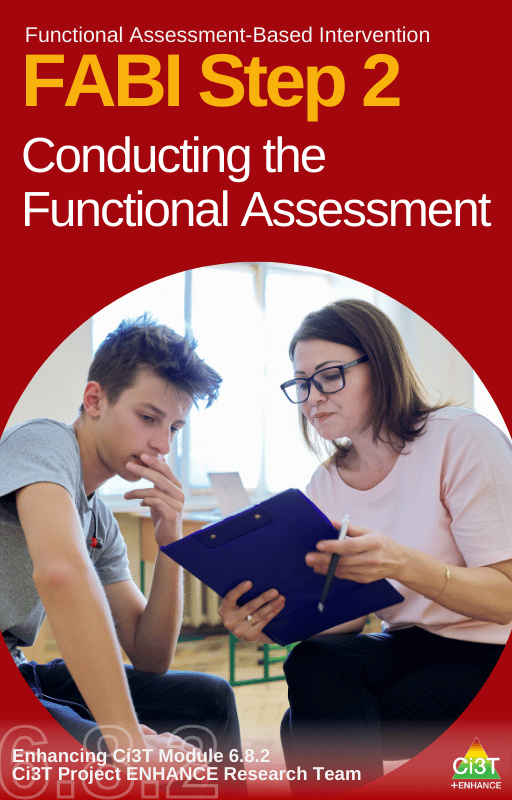 Functional Assessment-Based Intervention
FABI Step 2
Conducting the
Functional Assessment
6.8.2
Enhancing Ci3T Module 6.8.2
Ci3T Project ENHANCE Research Team
Ci3T
+ENHANCE